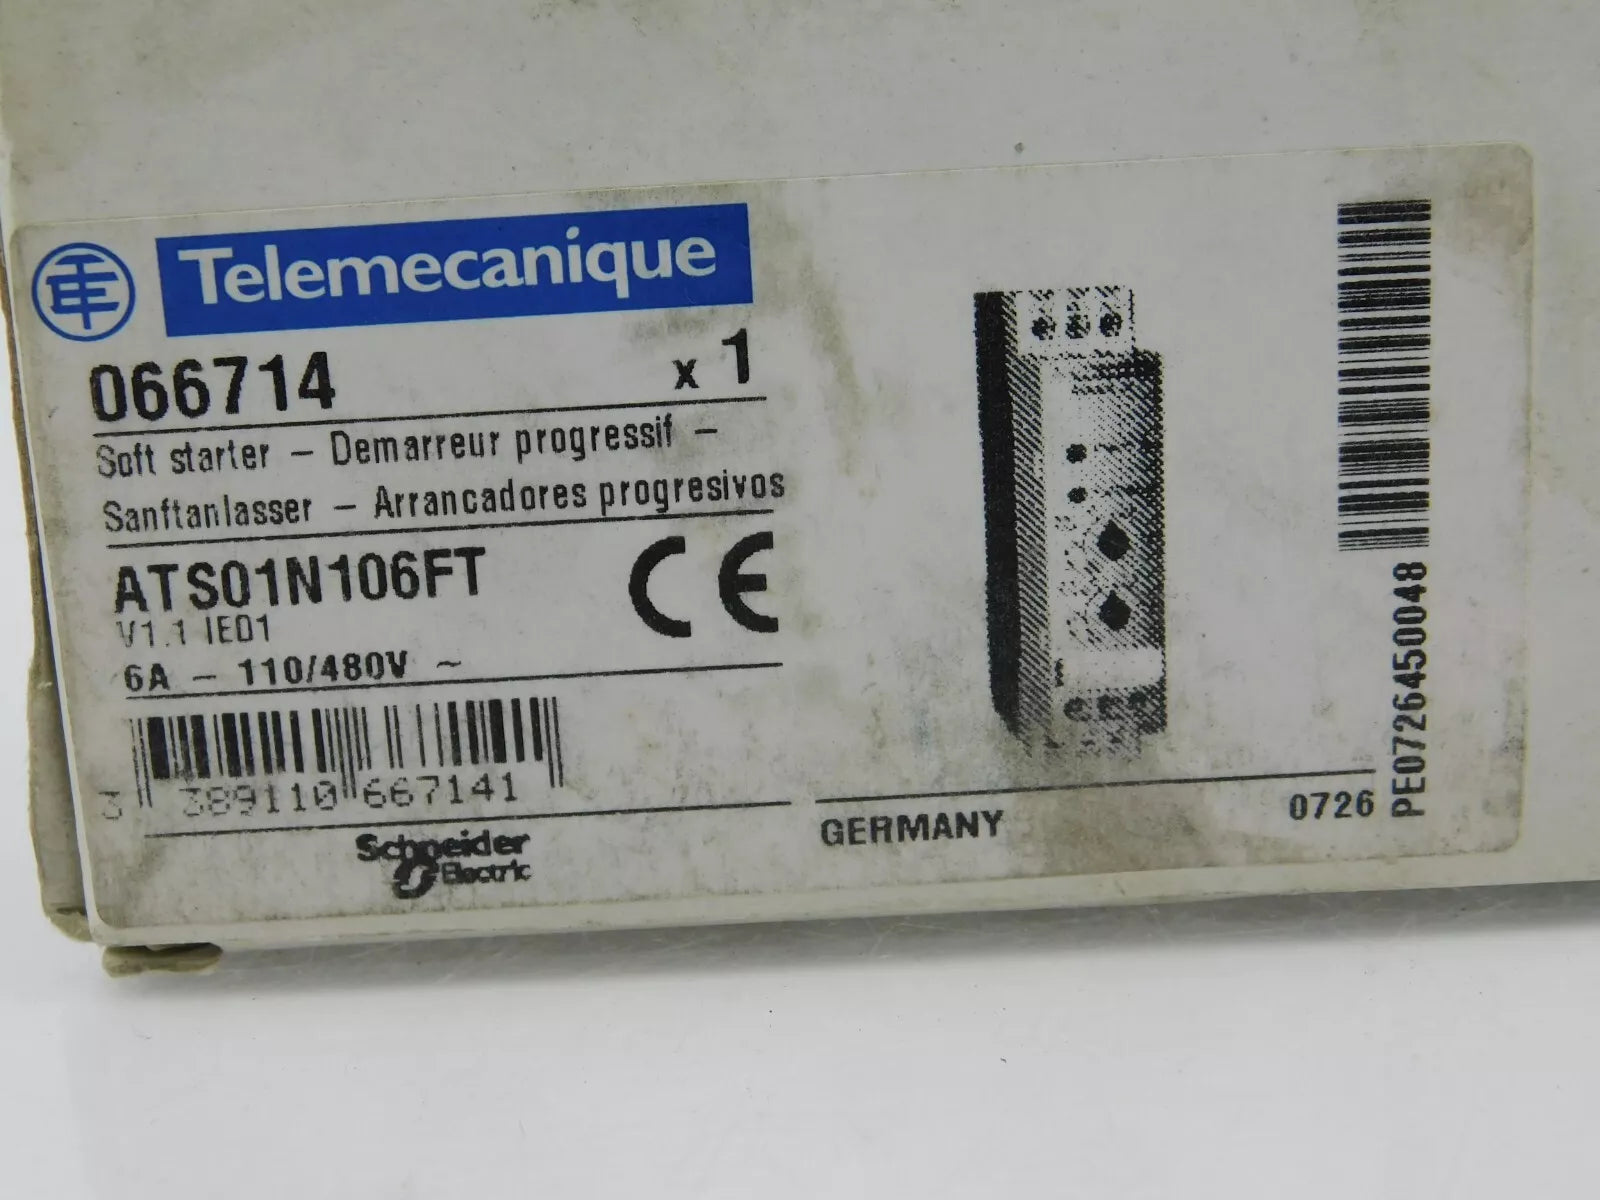 Telemecanique
066714 x 1
Soft starter – Demarreur progressif –
Sanftanlasser – Arrancadores progresivos
ATS01N106FT
V1.1 IE01
6A – 110/480V ~
3 389110 667141
Schneider
Electric
GERMANY 0726
PE0726450048